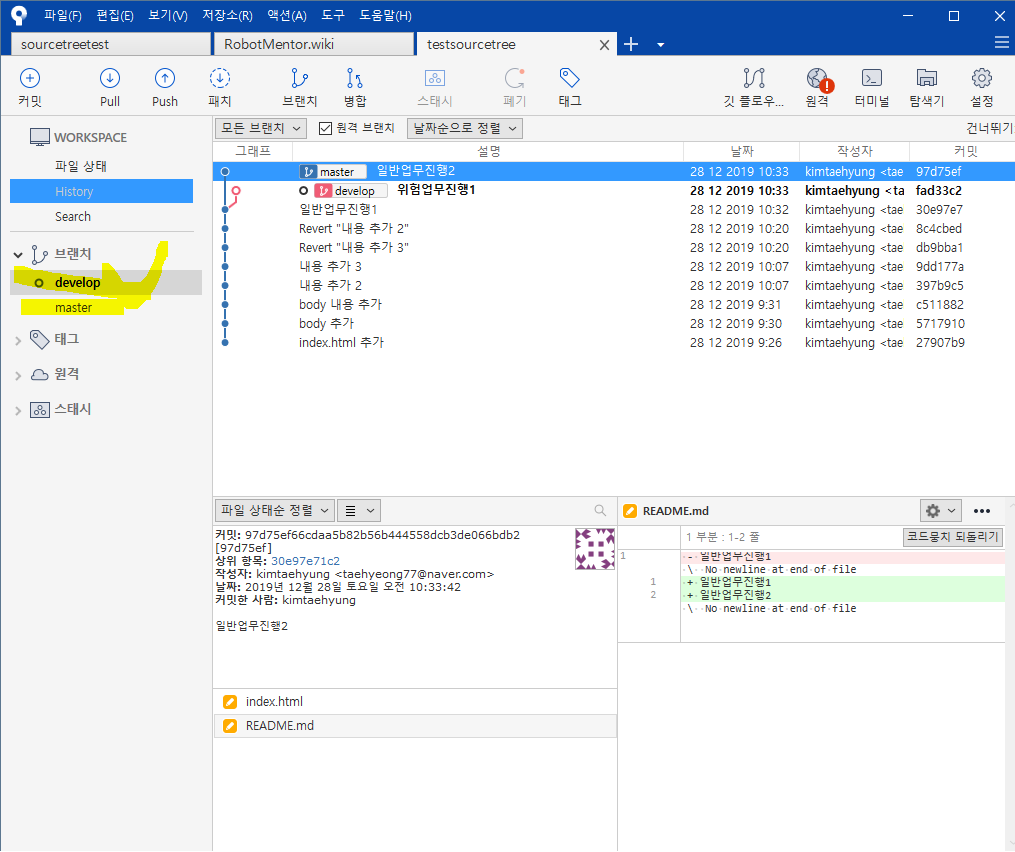 파일(F) 편집(E) 보기(V) 저장소(R) 액션(A) 도구 도움말(H)
sourcetreetest RobotMentor.wiki testsourcetree
커밋 Pull Push 패치 브랜치 병합 스태시 폐기 태그 깃 플로우... 원격 터미널 탐색기 설정
WORKSPACE
파일 상태
History
Search
브랜치
develop
master
태그
원격
스태시
모든 브랜치 원격 브랜치 날짜순으로 정렬 건너뛰기
그래프 설명 날짜 작성자 커밋
master 일반업무진행2 28 12 2019 10:33 kimtaehyung <tae 97d75ef
develop 위험업무진행1 28 12 2019 10:33 kimtaehyung <ta fad33c2
일반업무진행1 28 12 2019 10:32 kimtaehyung <tae 30e97e7
Revert "내용 추가 2" 28 12 2019 10:20 kimtaehyung <tae 8c4cbed
Revert "내용 추가 3" 28 12 2019 10:20 kimtaehyung <tae db9bba1
내용 추가 3 28 12 2019 10:07 kimtaehyung <tae 9dd177a
내용 추가 2 28 12 2019 10:07 kimtaehyung <tae 397b9c5
body 내용 추가 28 12 2019 9:31 kimtaehyung <tae c511882
body 추가 28 12 2019 9:30 kimtaehyung <tae 5717910
index.html 추가 28 12 2019 9:26 kimtaehyung <tae 27907b9
파일 상태순 정렬
커밋: 97d75ef66cdaa5b82b56b444558dcb3de066bdb2
[97d75ef]
상위 항목: 30e97e71c2
작성자: kimtaehyung <taehyeong77@naver.com>
날짜: 2019년 12월 28일 토요일 오전 10:33:42
커밋한 사람: kimtaehyung
일반업무진행2
index.html
README.md
README.md
1 부분 : 1-2 줄 코드뭉치 되돌리기
1 - 일반업무진행1
\ No newline at end of file
1 + 일반업무진행1
2 + 일반업무진행2
\ No newline at end of file